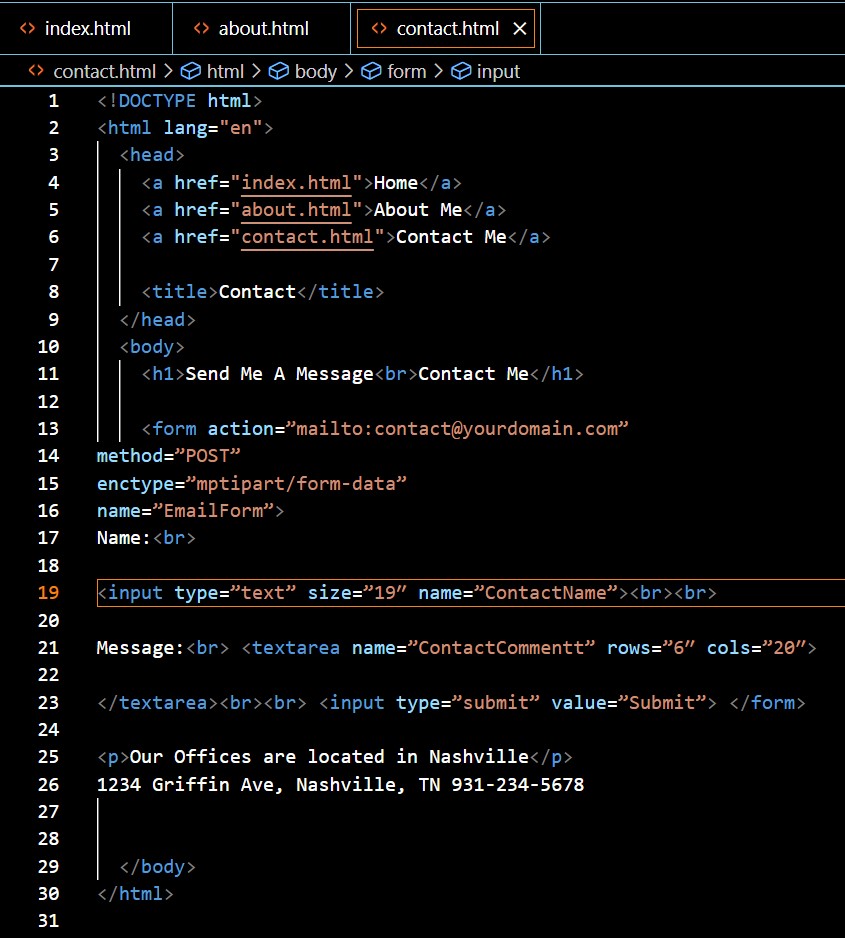 <> index.html <> about.html <> contact.html ×
<> contact.html > html > body > form > input
1 <!DOCTYPE html>
2 <html lang="en">
3 <head>
4 <a href="index.html">Home</a>
5 <a href="about.html">About Me</a>
6 <a href="contact.html">Contact Me</a>
7
8 <title>Contact</title>
9 </head>
10 <body>
11 <h1>Send Me A Message<br>Contact Me</h1>
12
13 <form action=”mailto:contact@yourdomain.com”
14 method=”POST”
15 enctype=”mptipart/form-data”
16 name=”EmailForm”>
17 Name:<br>
18
19 <input type=”text” size=”19″ name=”ContactName”><br><br>
20
21 Message:<br> <textarea name=”ContactCommentt” rows=”6″ cols=”20″>
22
23 </textarea><br><br> <input type=”submit” value=”Submit”> </form>
24
25 <p>Our Offices are located in Nashville</p>
26 1234 Griffin Ave, Nashville, TN 931-234-5678
27
28
29 </body>
30 </html>
31